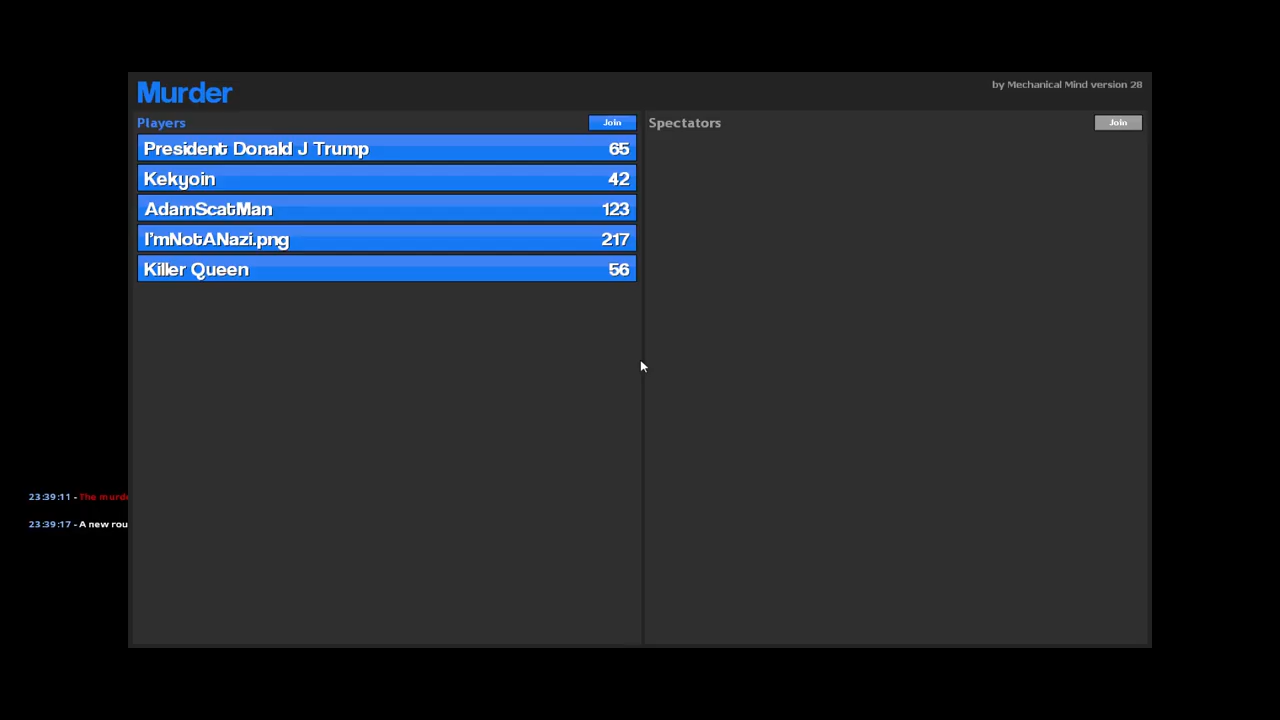 Murder
by Mechanical Mind version 28
Players
Join
Spectators
Join
President Donald J Trump 65
Kekyoin 42
AdamScatMan 123
I'mNotANazi.png 217
Killer Queen 56
23:39:11 - The murde
23:39:17 - A new rou